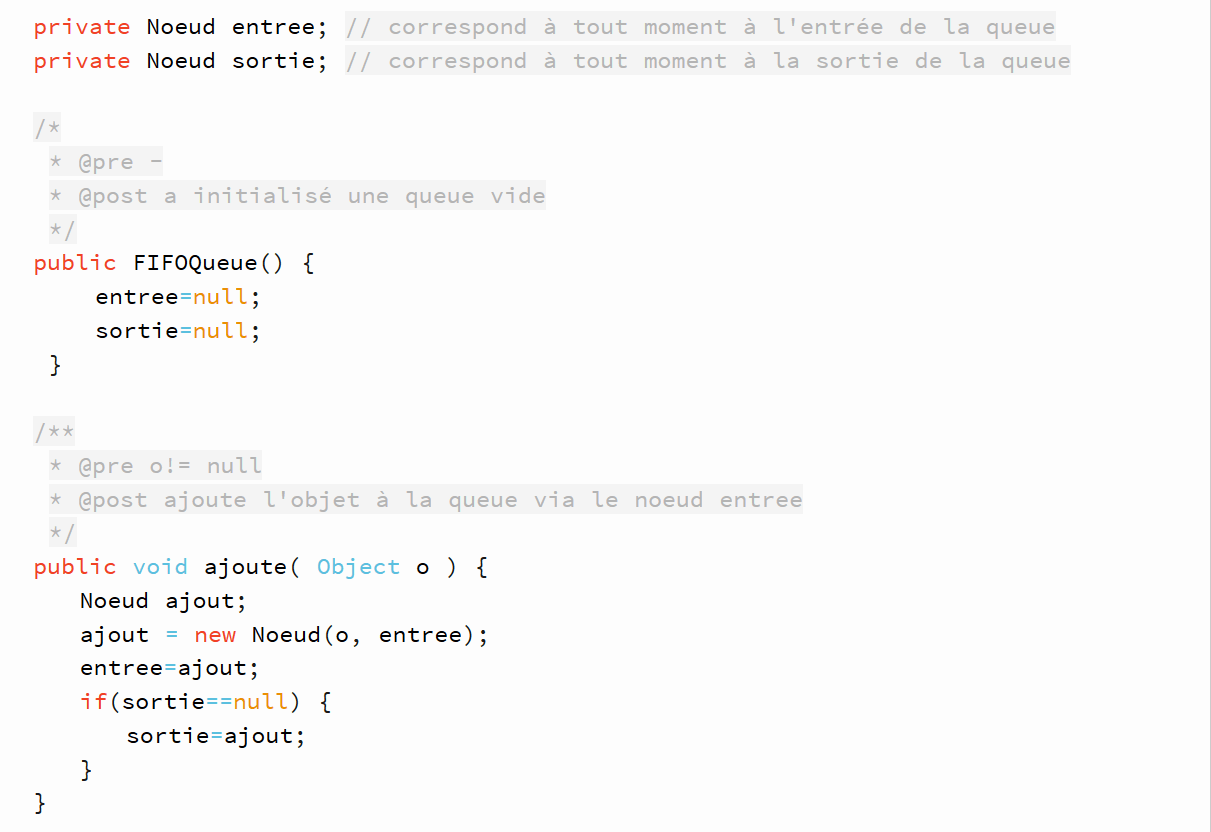 private Noeud entree; // correspond à tout moment à l'entrée de la queue
private Noeud sortie; // correspond à tout moment à la sortie de la queue
/*
* @pre -
* @post a initialisé une queue vide
*/
public FIFOQueue() {
entree=null;
sortie=null;
}
/**
* @pre o!= null
* @post ajoute l'objet à la queue via le noeud entree
*/
public void ajoute( Object o ) {
Noeud ajout;
ajout = new Noeud(o, entree);
entree=ajout;
if(sortie==null) {
sortie=ajout;
}
}